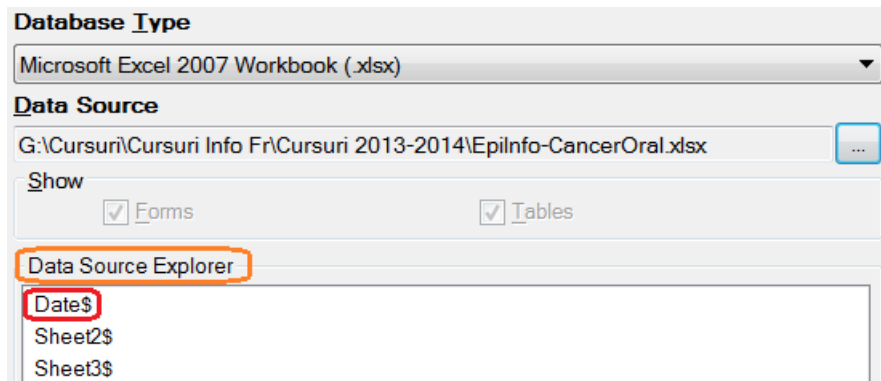 Database Type
Microsoft Excel 2007 Workbook (.xlsx)
Data Source
G:\Cursuri\Cursuri Info Fr\Cursuri 2013-2014\EpiInfo-CancerOral.xlsx ...
Show
Forms Tables
Data Source Explorer
Date$
Sheet2$
Sheet3$